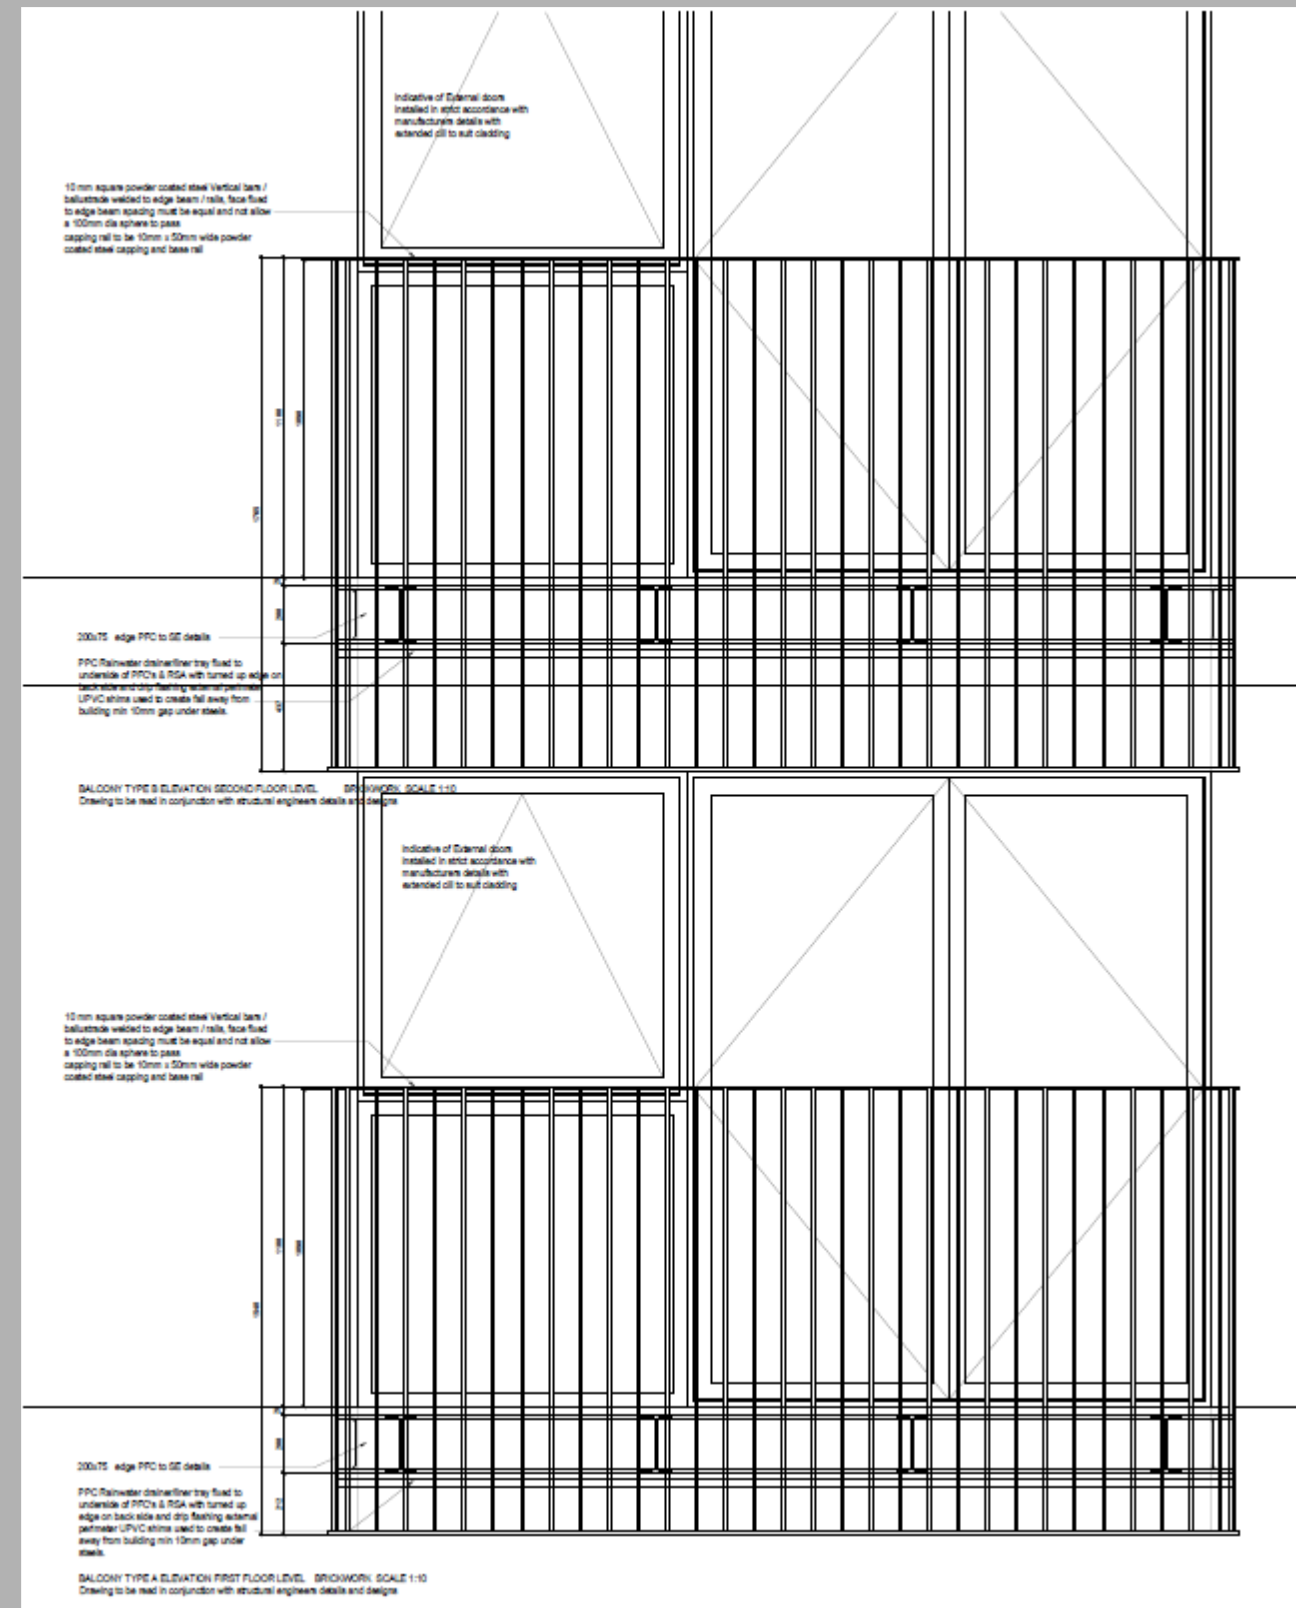 Indicative of External doors
installed in strict accordance with
manufacturers details with
extended cill to suit cladding
10 mm square powder coated steel Vertical bars /
ballustrade welded to edge beam / rails, face fixed
to edge beam spacing must be equal and not allow
a 100mm dia sphere to pass
capping rail to be 10mm x 50mm wide powder
coated steel capping and base rail
200x75 edge PFC to SE details
PPC Rainwater drainer/liner tray fixed to
underside of PFC's & RSA with turned up edge on
back side and drip flashing external perimeter
UPVC shims used to create fall away from
building min 10mm gap under steels.
BALCONY TYPE B ELEVATION SECOND FLOOR LEVEL BRICKWORK SCALE 1:10
Drawing to be read in conjunction with structural engineers details and designs
Indicative of External doors
installed in strict accordance with
manufacturers details with
extended cill to suit cladding
10 mm square powder coated steel Vertical bars /
ballustrade welded to edge beam / rails, face fixed
to edge beam spacing must be equal and not allow
a 100mm dia sphere to pass
capping rail to be 10mm x 50mm wide powder
coated steel capping and base rail
200x75 edge PFC to SE details
PPC Rainwater drainer/liner tray fixed to
underside of PFC's & RSA with turned up
edge on back side and drip flashing external
perimeter UPVC shims used to create fall
away from building min 10mm gap under
steels.
BALCONY TYPE A ELEVATION FIRST FLOOR LEVEL BRICKWORK SCALE 1:10
Drawing to be read in conjunction with structural engineers details and designs